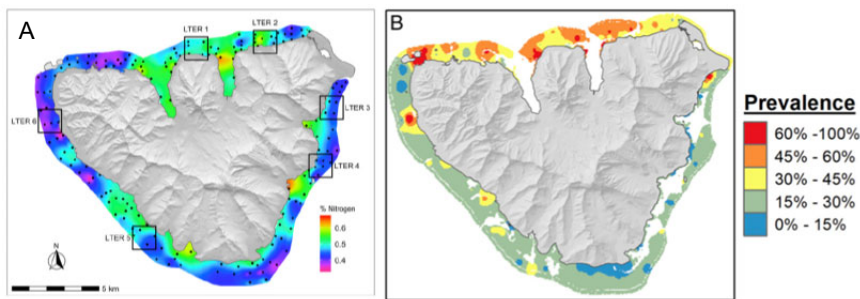 A
LTER 1
LTER 2
LTER 3
LTER 4
LTER 5
LTER 6
% Nitrogen
0.6
0.5
0.4
N
5 km
B
Prevalence
60% -100%
45% - 60%
30% - 45%
15% - 30%
0% - 15%